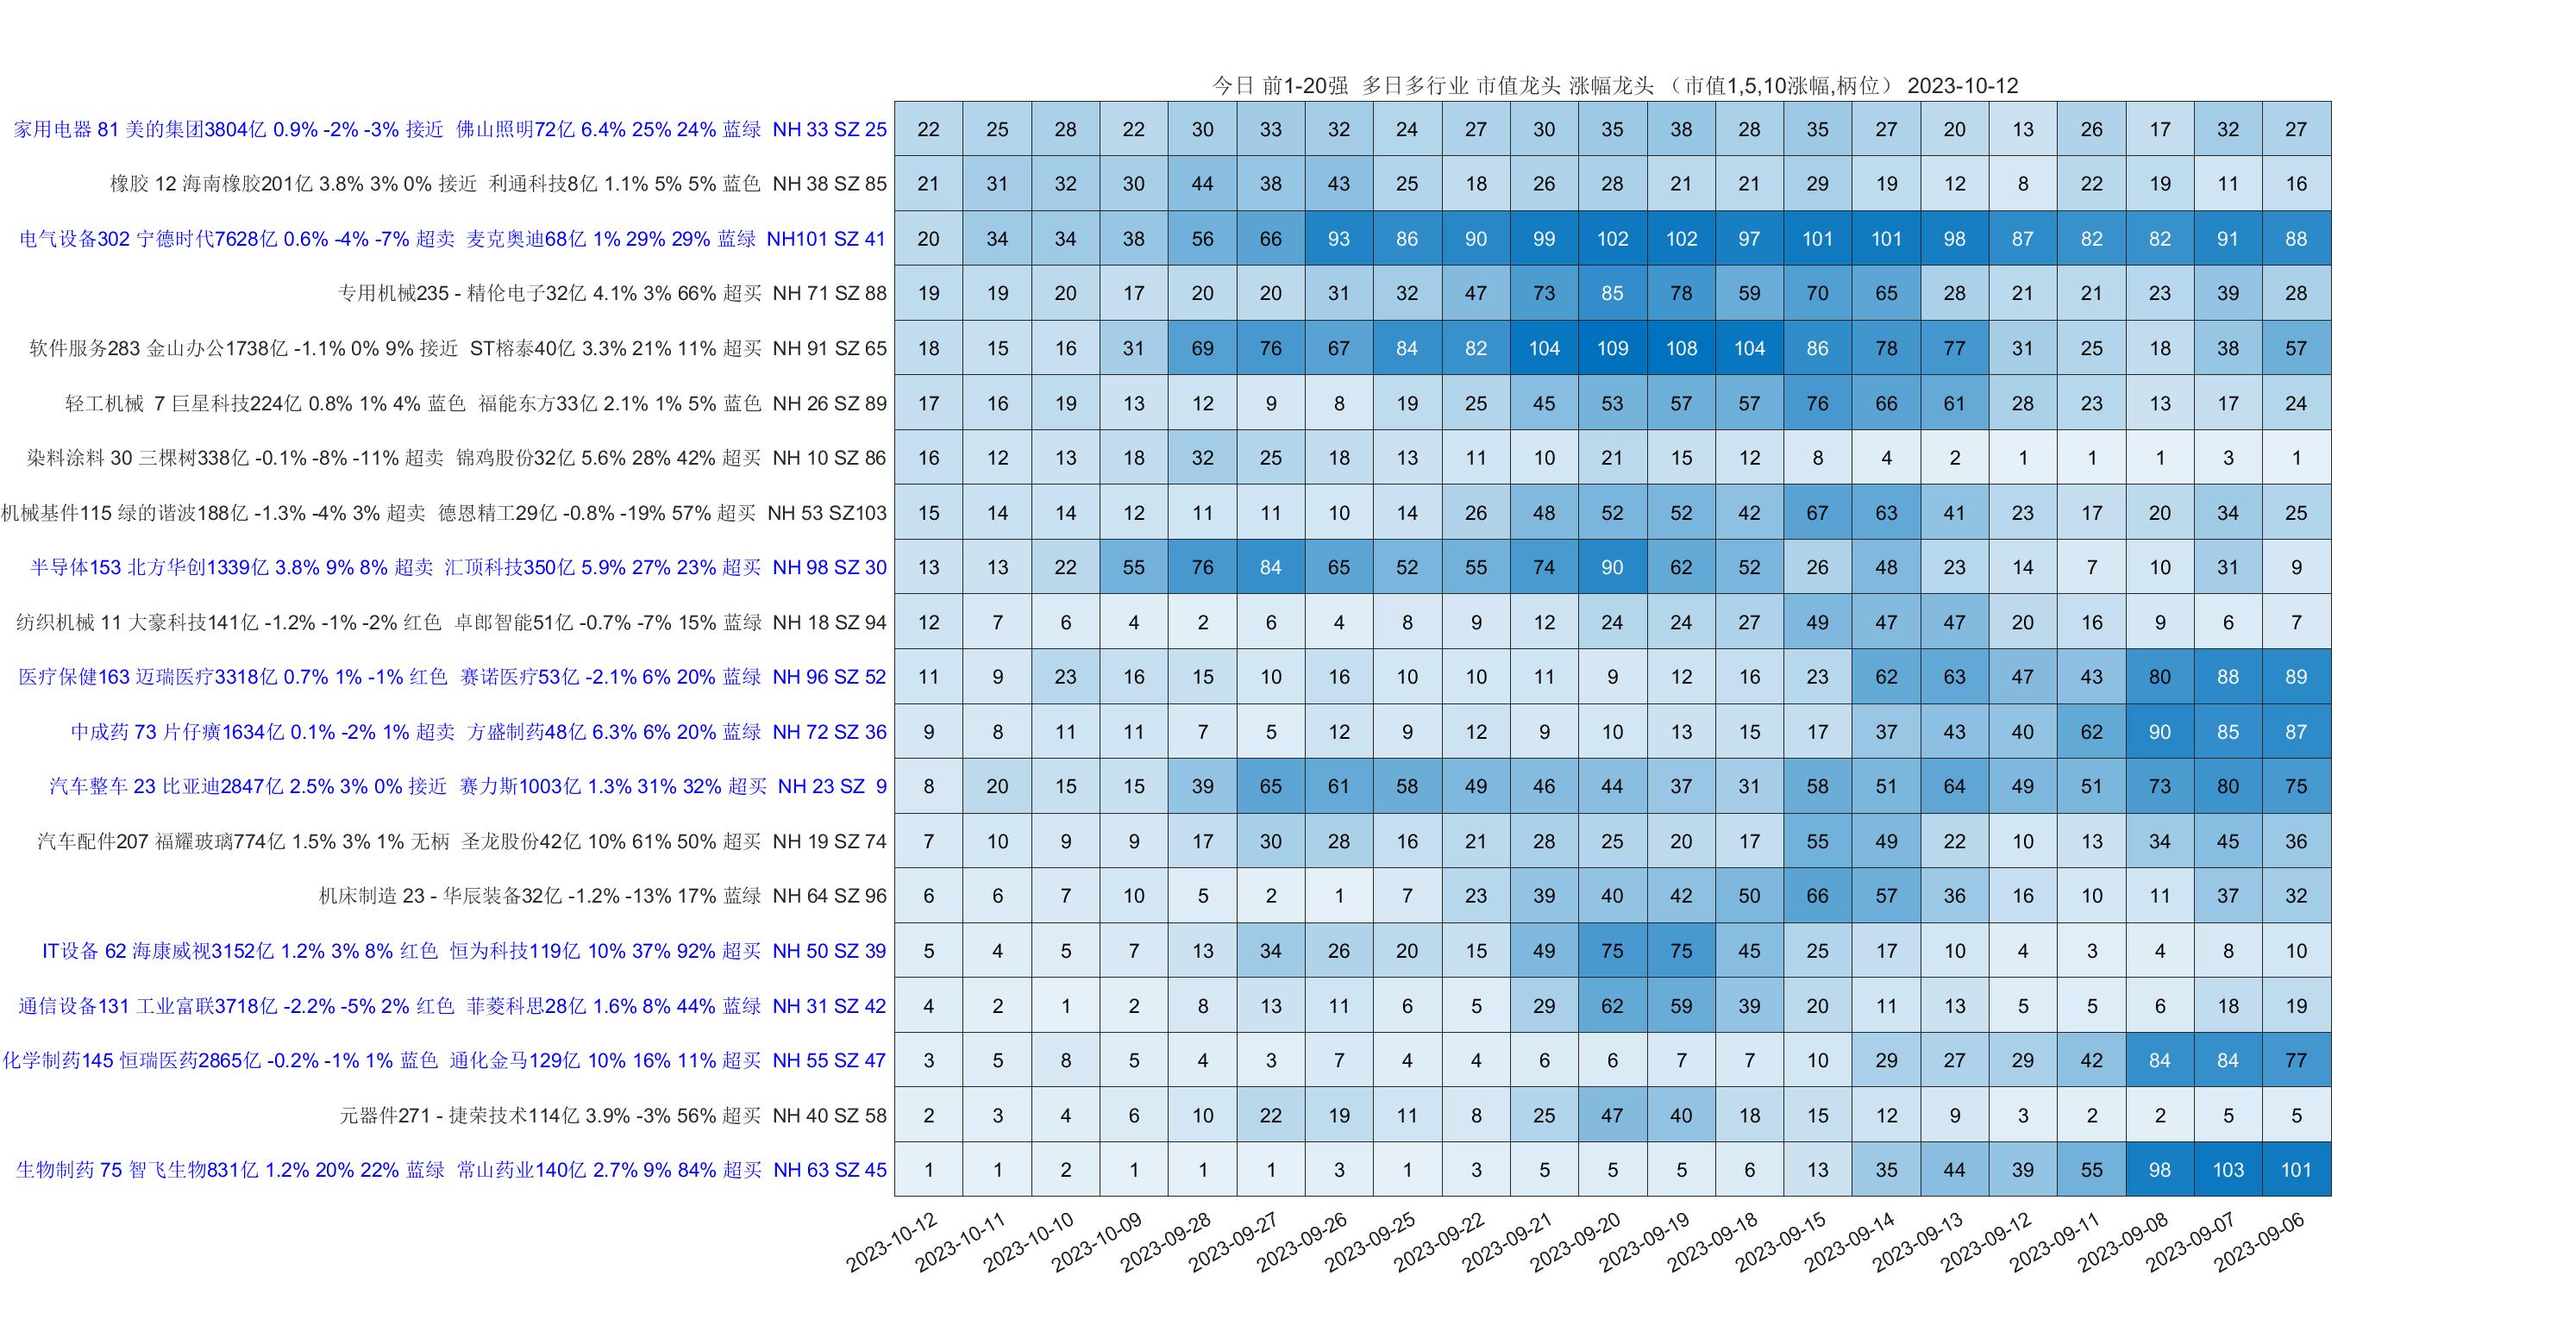 今日 前1-20强 多日多行业 市值龙头 涨幅龙头 （市值1,5,10涨幅,柄位） 2023-10-12
家用电器 81 美的集团3804亿 0.9% -2% -3% 接近 佛山照明72亿 6.4% 25% 24% 蓝绿 NH 33 SZ 25 22 25 28 22 30 33 32 24 27 30 35 38 28 35 27 20 13 26 17 32 27
橡胶 12 海南橡胶201亿 3.8% 3% 0% 接近 利通科技8亿 1.1% 5% 5% 蓝色 NH 38 SZ 85 21 31 32 30 44 38 43 25 18 26 28 21 21 29 19 12 8 22 19 11 16
电气设备302 宁德时代7628亿 0.6% -4% -7% 超卖 麦克奥迪68亿 1% 29% 29% 蓝绿 NH101 SZ 41 20 34 34 38 56 66 93 86 90 99 102 102 97 101 101 98 87 82 82 91 88
专用机械235 - 精伦电子32亿 4.1% 3% 66% 超买 NH 71 SZ 88 19 19 20 17 20 20 31 32 47 73 85 78 59 70 65 28 21 21 23 39 28
软件服务283 金山办公1738亿 -1.1% 0% 9% 接近 ST榕泰40亿 3.3% 21% 11% 超买 NH 91 SZ 65 18 15 16 31 69 76 67 84 82 104 109 108 104 86 78 77 31 25 18 38 57
轻工机械 7 巨星科技224亿 0.8% 1% 4% 蓝色 福能东方33亿 2.1% 1% 5% 蓝色 NH 26 SZ 89 17 16 19 13 12 9 8 19 25 45 53 57 57 76 66 61 28 23 13 17 24
染料涂料 30 三棵树338亿 -0.1% -8% -11% 超卖 锦鸡股份32亿 5.6% 28% 42% 超买 NH 10 SZ 86 16 12 13 18 32 25 18 13 11 10 21 15 12 8 4 2 1 1 1 3 1
机械基件115 绿的谐波188亿 -1.3% -4% 3% 超卖 德恩精工29亿 -0.8% -19% 57% 超买 NH 53 SZ103 15 14 14 12 11 11 10 14 26 48 52 52 42 67 63 41 23 17 20 34 25
半导体153 北方华创1339亿 3.8% 9% 8% 超卖 汇顶科技350亿 5.9% 27% 23% 超买 NH 98 SZ 30 13 13 22 55 76 84 65 52 55 74 90 62 52 26 48 23 14 7 10 31 9
纺织机械 11 大豪科技141亿 -1.2% -1% -2% 红色 卓郎智能51亿 -0.7% -7% 15% 蓝绿 NH 18 SZ 94 12 7 6 4 2 6 4 8 9 12 24 24 27 49 47 47 20 16 9 6 7
医疗保健163 迈瑞医疗3318亿 0.7% 1% -1% 红色 赛诺医疗53亿 -2.1% 6% 20% 蓝绿 NH 96 SZ 52 11 9 23 16 15 10 16 10 10 11 9 12 16 23 62 63 47 43 80 88 89
中成药 73 片仔癀1634亿 0.1% -2% 1% 超卖 方盛制药48亿 6.3% 6% 20% 蓝绿 NH 72 SZ 36 9 8 11 11 7 5 12 9 12 9 10 13 15 17 37 43 40 62 90 85 87
汽车整车 23 比亚迪2847亿 2.5% 3% 0% 接近 赛力斯1003亿 1.3% 31% 32% 超买 NH 23 SZ 9 8 20 15 15 39 65 61 58 49 46 44 37 31 58 51 64 49 51 73 80 75
汽车配件207 福耀玻璃774亿 1.5% 3% 1% 无柄 圣龙股份42亿 10% 61% 50% 超买 NH 19 SZ 74 7 10 9 9 17 30 28 16 21 28 25 20 17 55 49 22 10 13 34 45 36
机床制造 23 - 华辰装备32亿 -1.2% -13% 17% 蓝绿 NH 64 SZ 96 6 6 7 10 5 2 1 7 23 39 40 42 50 66 57 36 16 10 11 37 32
IT设备 62 海康威视3152亿 1.2% 3% 8% 红色 恒为科技119亿 10% 37% 92% 超买 NH 50 SZ 39 5 4 5 7 13 34 26 20 15 49 75 75 45 25 17 10 4 3 4 8 10
通信设备131 工业富联3718亿 -2.2% -5% 2% 红色 菲菱科思28亿 1.6% 8% 44% 蓝绿 NH 31 SZ 42 4 2 1 2 8 13 11 6 5 29 62 59 39 20 11 13 5 5 6 18 19
化学制药145 恒瑞医药2865亿 -0.2% -1% 1% 蓝色 通化金马129亿 10% 16% 11% 超买 NH 55 SZ 47 3 5 8 5 4 3 7 4 4 6 6 7 7 10 29 27 29 42 84 84 77
元器件271 - 捷荣技术114亿 3.9% -3% 56% 超买 NH 40 SZ 58 2 3 4 6 10 22 19 11 8 25 47 40 18 15 12 9 3 2 2 5 5
生物制药 75 智飞生物831亿 1.2% 20% 22% 蓝绿 常山药业140亿 2.7% 9% 84% 超买 NH 63 SZ 45 1 1 2 1 1 1 3 1 3 5 5 5 6 13 35 44 39 55 98 103 101
2023-10-12 2023-10-11 2023-10-10 2023-10-09 2023-09-28 2023-09-27 2023-09-26 2023-09-25 2023-09-22 2023-09-21 2023-09-20 2023-09-19 2023-09-18 2023-09-15 2023-09-14 2023-09-13 2023-09-12 2023-09-11 2023-09-08 2023-09-07 2023-09-06